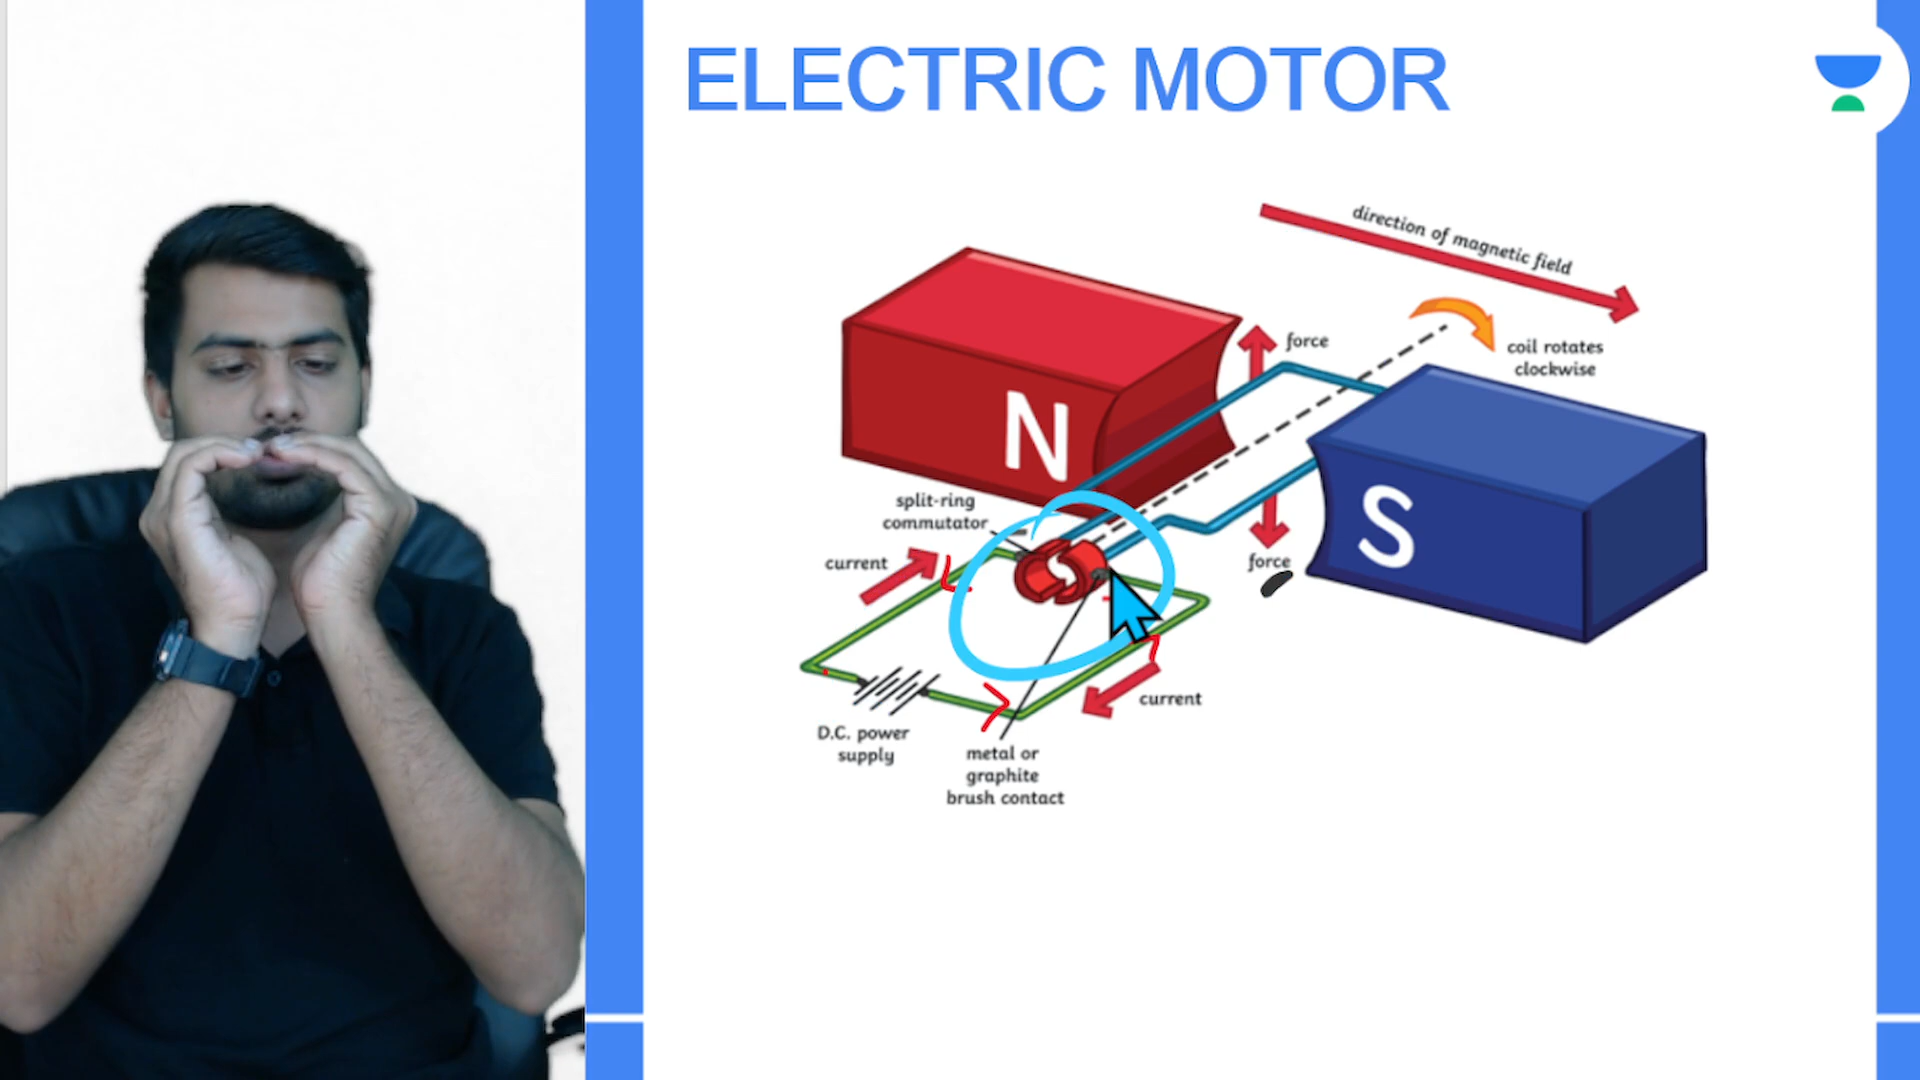 ELECTRIC MOTOR
direction of magnetic field
force
coil rotates
clockwise
N
split-ring
commutator
S
current
force
current
D.C. power
supply
metal or
graphite
brush contact